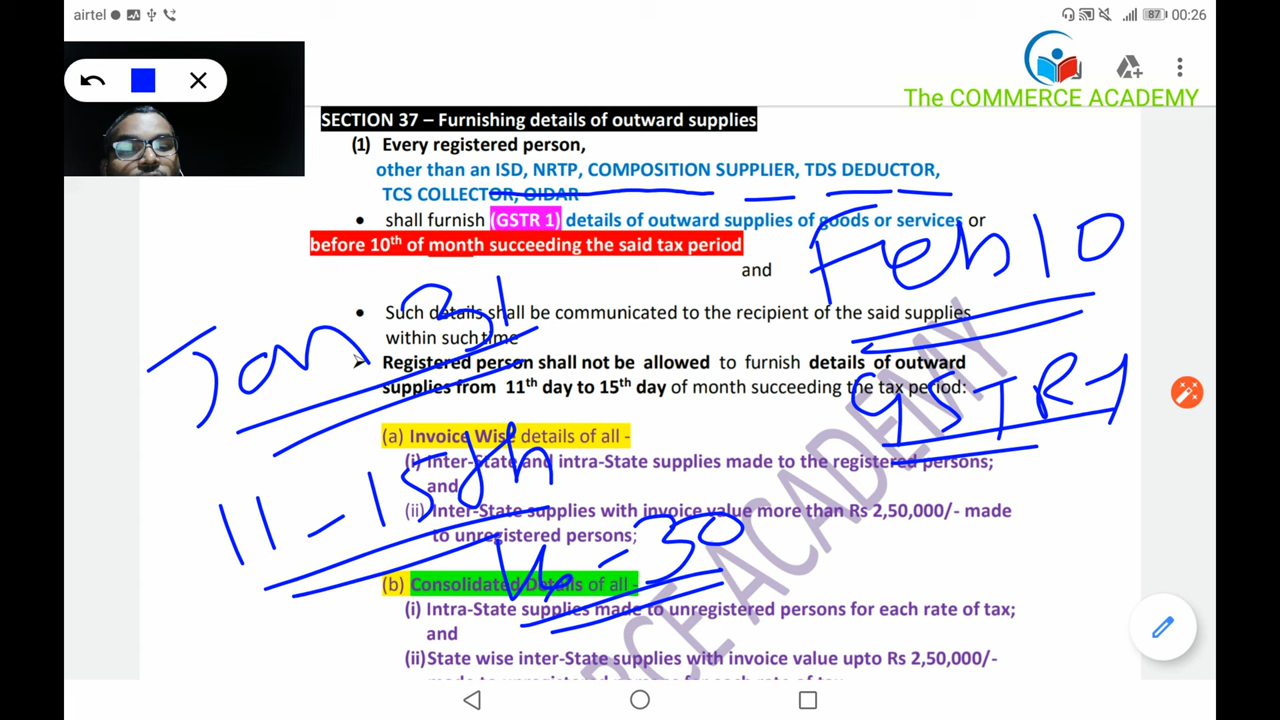 airtel
87 00:26
The COMMERCE ACADEMY
SECTION 37 – Furnishing details of outward supplies
(1) Every registered person,
other than an ISD, NRTP, COMPOSITION SUPPLIER, TDS DEDUCTOR,
TCS COLLECTOR, OIDAR
• shall furnish (GSTR 1) details of outward supplies of goods or services or
before 10th of month succeeding the said tax period
Feb 10
and
Jan 31
• Such details shall be communicated to the recipient of the said supplies
within such time
➢ Registered person shall not be allowed to furnish details of outward
supplies from 11th day to 15th day of month succeeding the tax period:
GSTR 1
(a) Invoice Wise details of all -
(i) Inter-State and intra-State supplies made to the registered persons;
and
11 - 15th
(ii) Inter-State supplies with invoice value more than Rs 2,50,000/- made
to unregistered persons;
(b) Consolidated Details of all -
(i) Intra-State supplies made to unregistered persons for each rate of tax;
and
(ii) State wise inter-State supplies with invoice value upto Rs 2,50,000/-